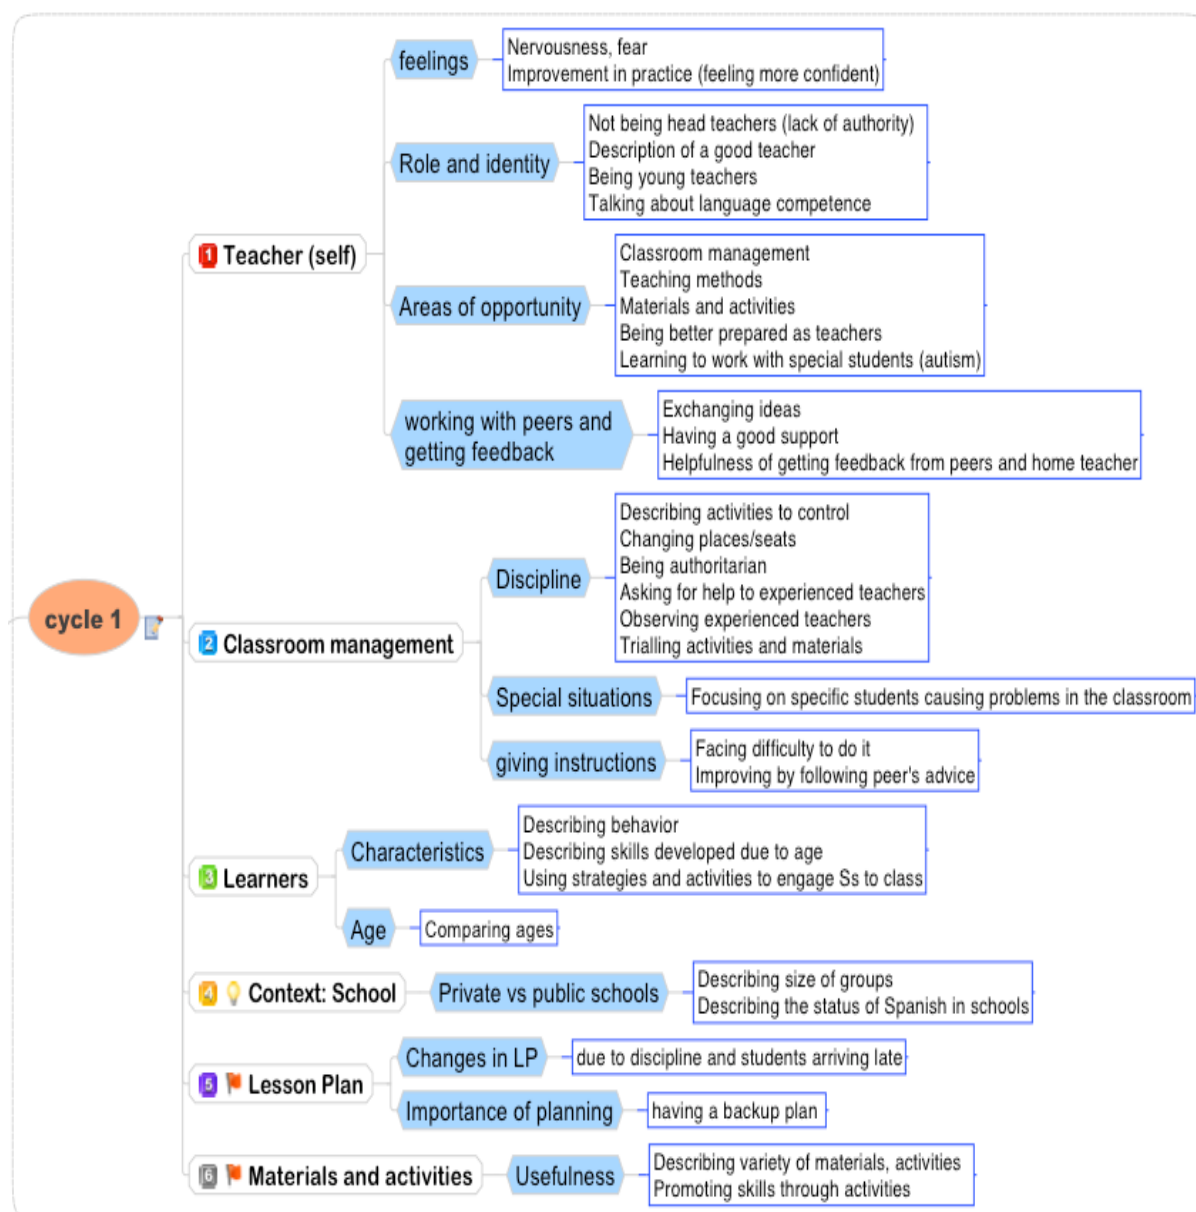 cycle 1
1 Teacher (self)
feelings
Nervousness, fear
Improvement in practice (feeling more confident)
Role and identity
Not being head teachers (lack of authority)
Description of a good teacher
Being young teachers
Talking about language competence
Areas of opportunity
Classroom management
Teaching methods
Materials and activities
Being better prepared as teachers
Learning to work with special students (autism)
working with peers and
getting feedback
Exchanging ideas
Having a good support
Helpfulness of getting feedback from peers and home teacher
2 Classroom management
Discipline
Describing activities to control
Changing places/seats
Being authoritarian
Asking for help to experienced teachers
Observing experienced teachers
Trialling activities and materials
Special situations
Focusing on specific students causing problems in the classroom
giving instructions
Facing difficulty to do it
Improving by following peer's advice
3 Learners
Characteristics
Describing behavior
Describing skills developed due to age
Using strategies and activities to engage Ss to class
Age
Comparing ages
4 Context: School
Private vs public schools
Describing size of groups
Describing the status of Spanish in schools
5 Lesson Plan
Changes in LP
due to discipline and students arriving late
Importance of planning
having a backup plan
6 Materials and activities
Usefulness
Describing variety of materials, activities
Promoting skills through activities